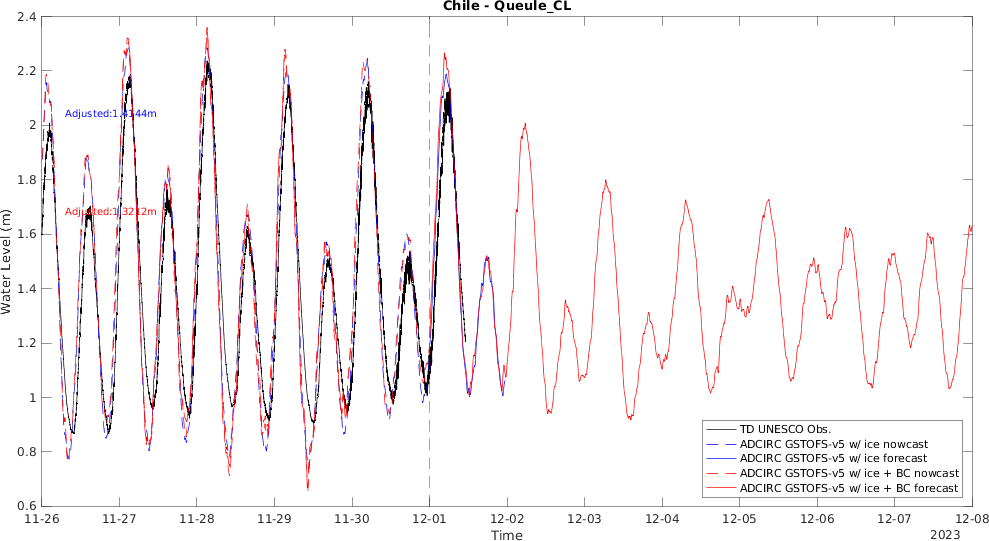 Chile - Queule_CL
2.4
2.2
2
1.8
1.6
1.4
1.2
1
0.8
0.6
Water Level (m)
Adjusted:1.4144m
Adjusted:1.3212m
TD UNESCO Obs.
ADCIRC GSTOFS-v5 w/ ice nowcast
ADCIRC GSTOFS-v5 w/ ice forecast
ADCIRC GSTOFS-v5 w/ ice + BC nowcast
ADCIRC GSTOFS-v5 w/ ice + BC forecast
11-26 11-27 11-28 11-29 11-30 12-01 12-02 12-03 12-04 12-05 12-06 12-07 12-08
Time
2023